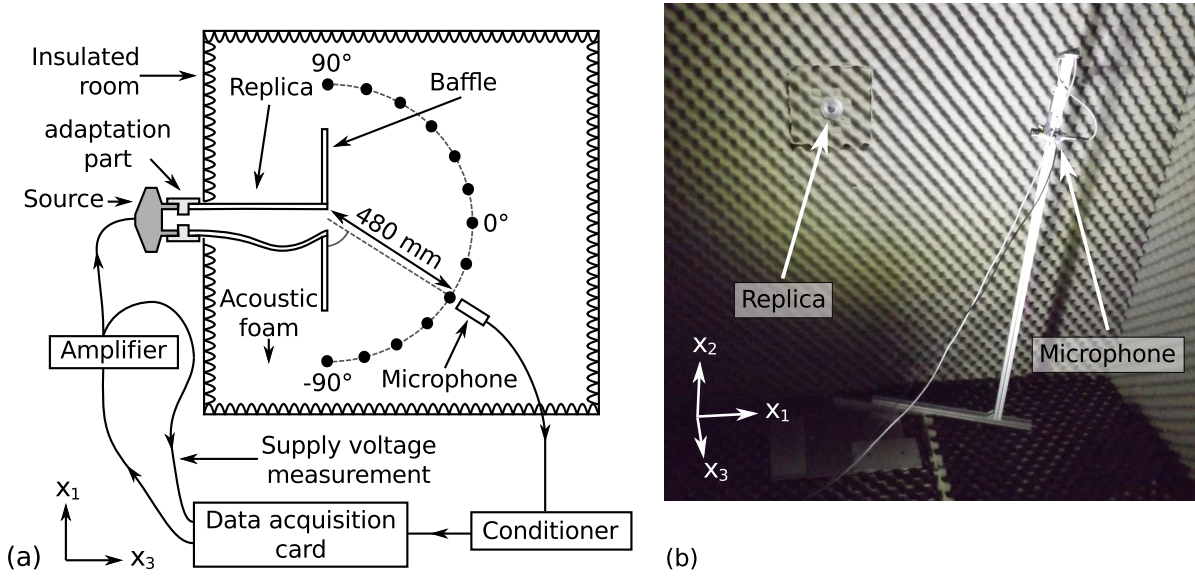 Insulated
room
90°
Replica
Baffle
adaptation
part
Source
480 mm
0°
Acoustic
foam
Amplifier
-90°
Microphone
Supply voltage
measurement
x₁
x₃
Data acquisition
card
Conditioner
(a)
Replica
Microphone
x₂
x₁
x₃
(b)